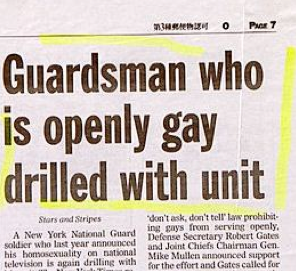 第3種郵便物認可 O PAGE 7
Guardsman who
is openly gay
drilled with unit
Stars and Stripes
A New York National Guard
soldier who last year announced
his homosexuality on national
television is again drilling with
'don't ask, don't tell' law prohibit-
ing gays from serving openly,
Defense Secretary Robert Gates
and Joint Chiefs Chairman Gen.
Mike Mullen announced support
for the effort and Gates called for